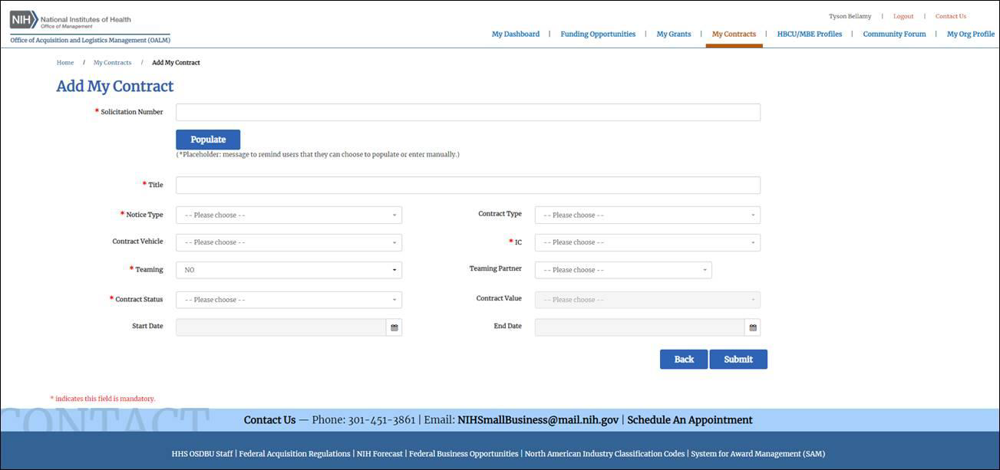 NIH National Institutes of Health
Office of Management
Office of Acquisition and Logistics Management (OALM)
Tyson Bellamy | Logout | Contact Us
My Dashboard | Funding Opportunities | My Grants | My Contracts | HBCU/MBE Profiles | Community Forum | My Org Profile
Home / My Contracts / Add My Contract
Add My Contract
* Solicitation Number
Populate
(*Placeholder: message to remind users that they can choose to populate or enter manually.)
* Title
* Notice Type -- Please choose -- Contract Type -- Please choose --
Contract Vehicle -- Please choose -- * IC -- Please choose --
* Teaming NO Teaming Partner -- Please choose --
* Contract Status -- Please choose -- Contract Value -- Please choose --
Start Date End Date
Back Submit
* indicates this field is mandatory.
CONTACT
Contact Us — Phone: 301-451-3861 | Email: NIHSmallBusiness@mail.nih.gov | Schedule An Appointment
HHS OSDBU Staff | Federal Acquisition Regulations | NIH Forecast | Federal Business Opportunities | North American Industry Classification Codes | System for Award Management (SAM)